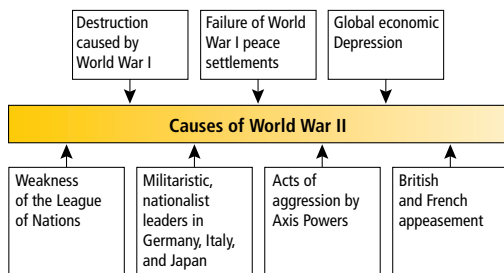 Destruction
caused by
World War I
Failure of World
War I peace
settlements
Global economic
Depression
Causes of World War II
Weakness
of the League
of Nations
Militaristic,
nationalist
leaders in
Germany, Italy,
and Japan
Acts of
aggression by
Axis Powers
British
and French
appeasement